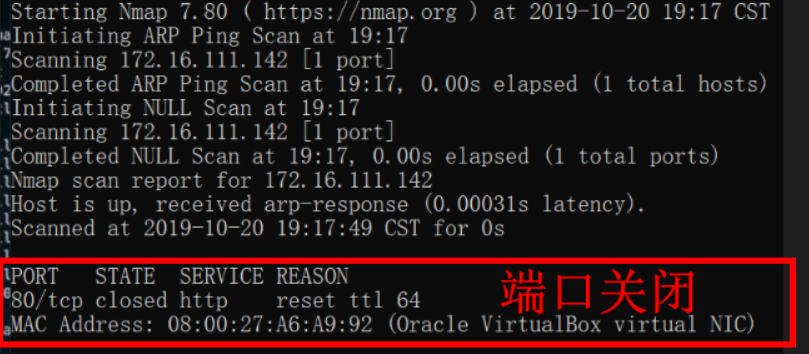 Starting Nmap 7.80 ( https://nmap.org ) at 2019-10-20 19:17 CST
Initiating ARP Ping Scan at 19:17
Scanning 172.16.111.142 [1 port]
Completed ARP Ping Scan at 19:17, 0.00s elapsed (1 total hosts)
Initiating NULL Scan at 19:17
Scanning 172.16.111.142 [1 port]
Completed NULL Scan at 19:17, 0.00s elapsed (1 total ports)
Nmap scan report for 172.16.111.142
Host is up, received arp-response (0.00031s latency).
Scanned at 2019-10-20 19:17:49 CST for 0s
PORT STATE SERVICE REASON
80/tcp closed http reset ttl 64
端口关闭
MAC Address: 08:00:27:A6:A9:92 (Oracle VirtualBox virtual NIC)